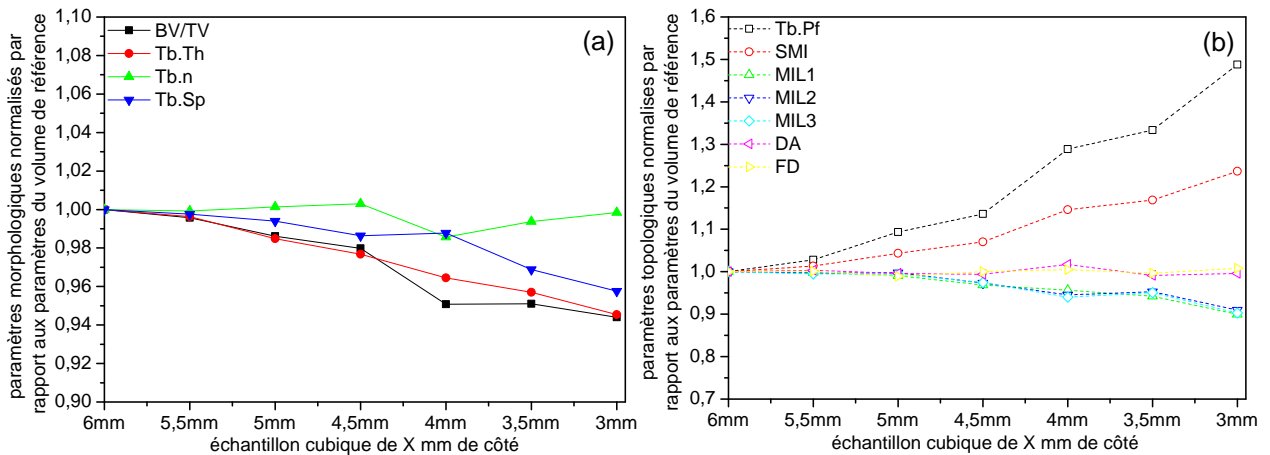 paramètres morphologiques normalisés par
rapport aux paramètres du volume de référence
1,10
1,08
1,06
1,04
1,02
1,00
0,98
0,96
0,94
0,92
0,90
BV/TV
Tb.Th
Tb.n
Tb.Sp
(a)
6mm
5,5mm
5mm
4,5mm
4mm
3,5mm
3mm
échantillon cubique de X mm de côté
paramètres topologiques normalisées par
rapport aux paramètres du volume de référence
1,6
1,5
1,4
1,3
1,2
1,1
1,0
0,9
0,8
0,7
Tb.Pf
SMI
MIL1
MIL2
MIL3
DA
FD
(b)
6mm
5,5mm
5mm
4,5mm
4mm
3,5mm
3mm
échantillon cubique de X mm de côté